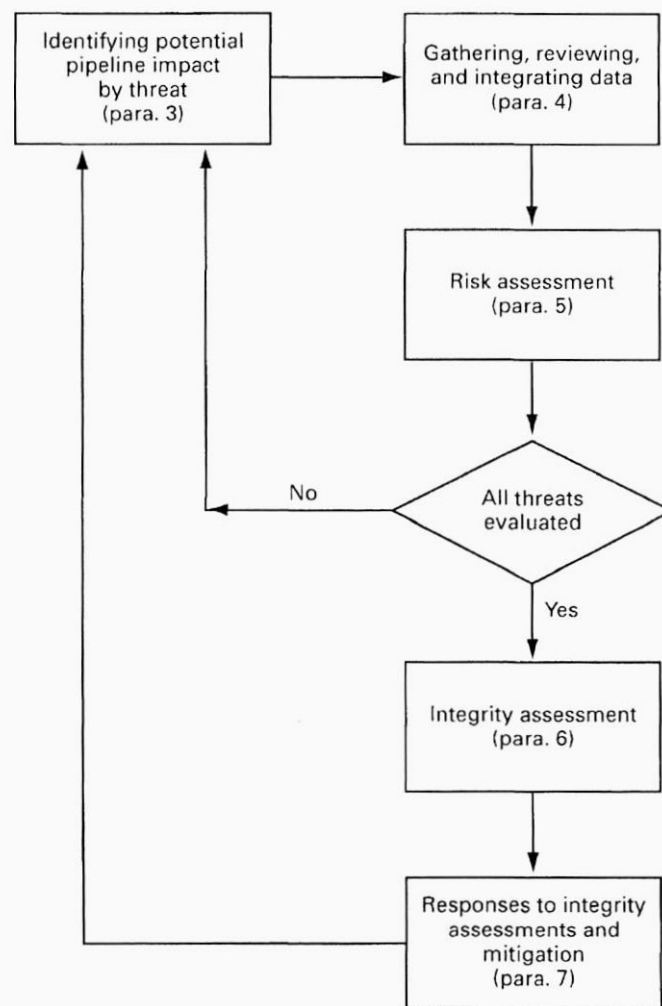 Identifying potential
pipeline impact
by threat
(para. 3)
Gathering, reviewing,
and integrating data
(para. 4)
Risk assessment
(para. 5)
All threats
evaluated
No
Yes
Integrity assessment
(para. 6)
Responses to integrity
assessments and
mitigation
(para. 7)